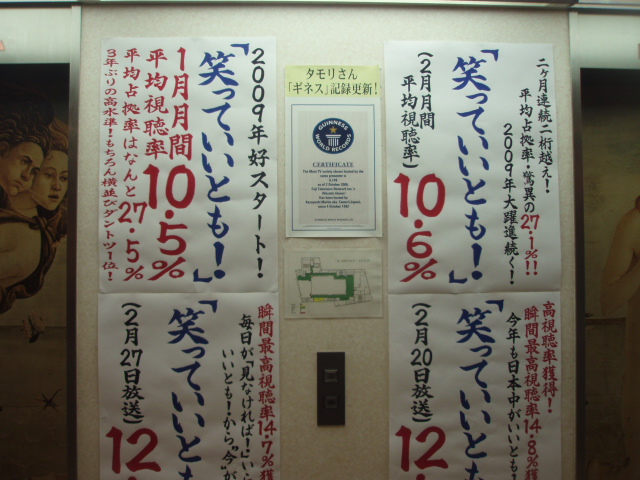 2009年好スタート!
「笑っていいとも!」
1月月間
平均視聴率10.5%
平均占拠率はなんと27.5%
3年ぶりの高水準!もちろん横並びダントツ一位!
タモリさん
「ギネス」記録更新!
GUINNESS
WORLD RECORDS
CERTIFICATE
二ヶ月連続二桁越え!
平均占拠率・驚異の27.1%!!
2009年大躍進続く!
「笑っていいとも!」
(2月月間
平均視聴率)
10.6%
瞬間最高視聴率14.7%獲
毎日が「見なければ!」い
いいとも!から、"今"が
「笑っていいとも!
(2月27日放送)
12.
高視聴率獲得!
瞬間最高視聴率14.8%獲
今年も日本中がいいとも!
「笑っていいとも!
(2月20日放送)
12.